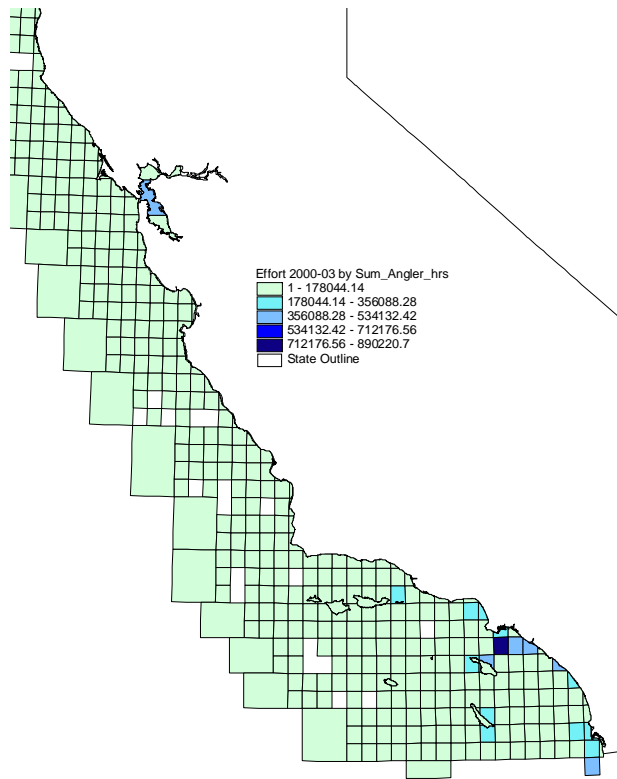 Effort 2000-03 by Sum_Angler_hrs
1 - 178044.14
178044.14 - 356088.28
356088.28 - 534132.42
534132.42 - 712176.56
712176.56 - 890220.7
State Outline